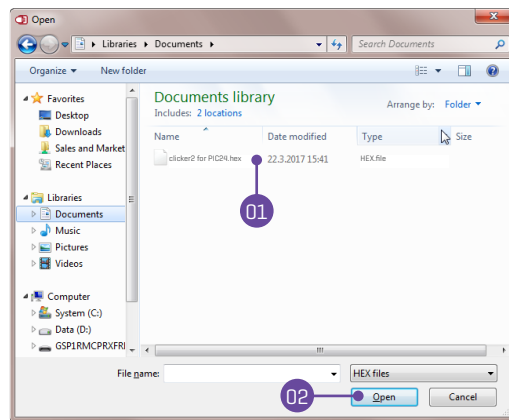 Open
Libraries Documents
Search Documents
Organize New folder
Favorites
Desktop
Downloads
Sales and Market
Recent Places
Libraries
Documents
Music
Pictures
Videos
Computer
System (C:)
Data (D:)
GSP1RMCPRXFRI
Documents library
Includes: 2 locations
Arrange by: Folder
Name Date modified Type Size
clicker2 for PIC24.hex 22.3.2017 15:41 HEX.file
01
File name: HEX files
02 Open Cancel